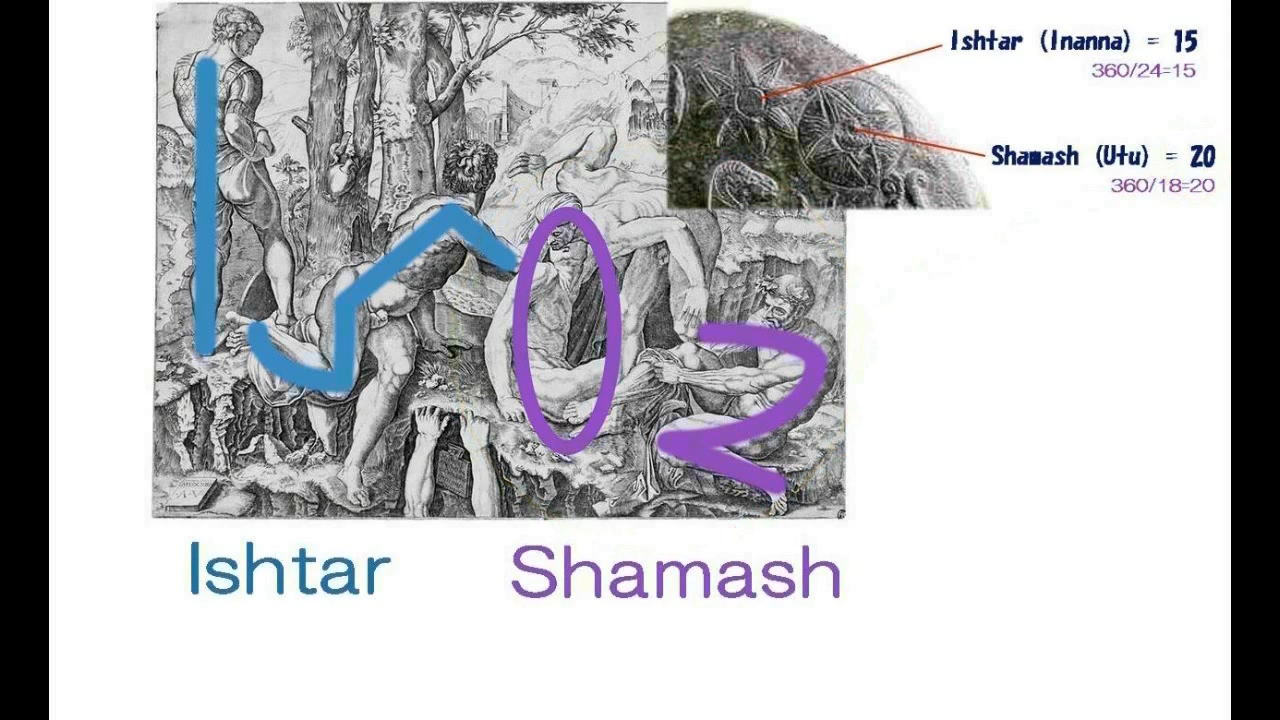 Ishtar (Inanna) = 15
360/24=15
Shamash (Utu) = 20
360/18=20
Ishtar
Shamash